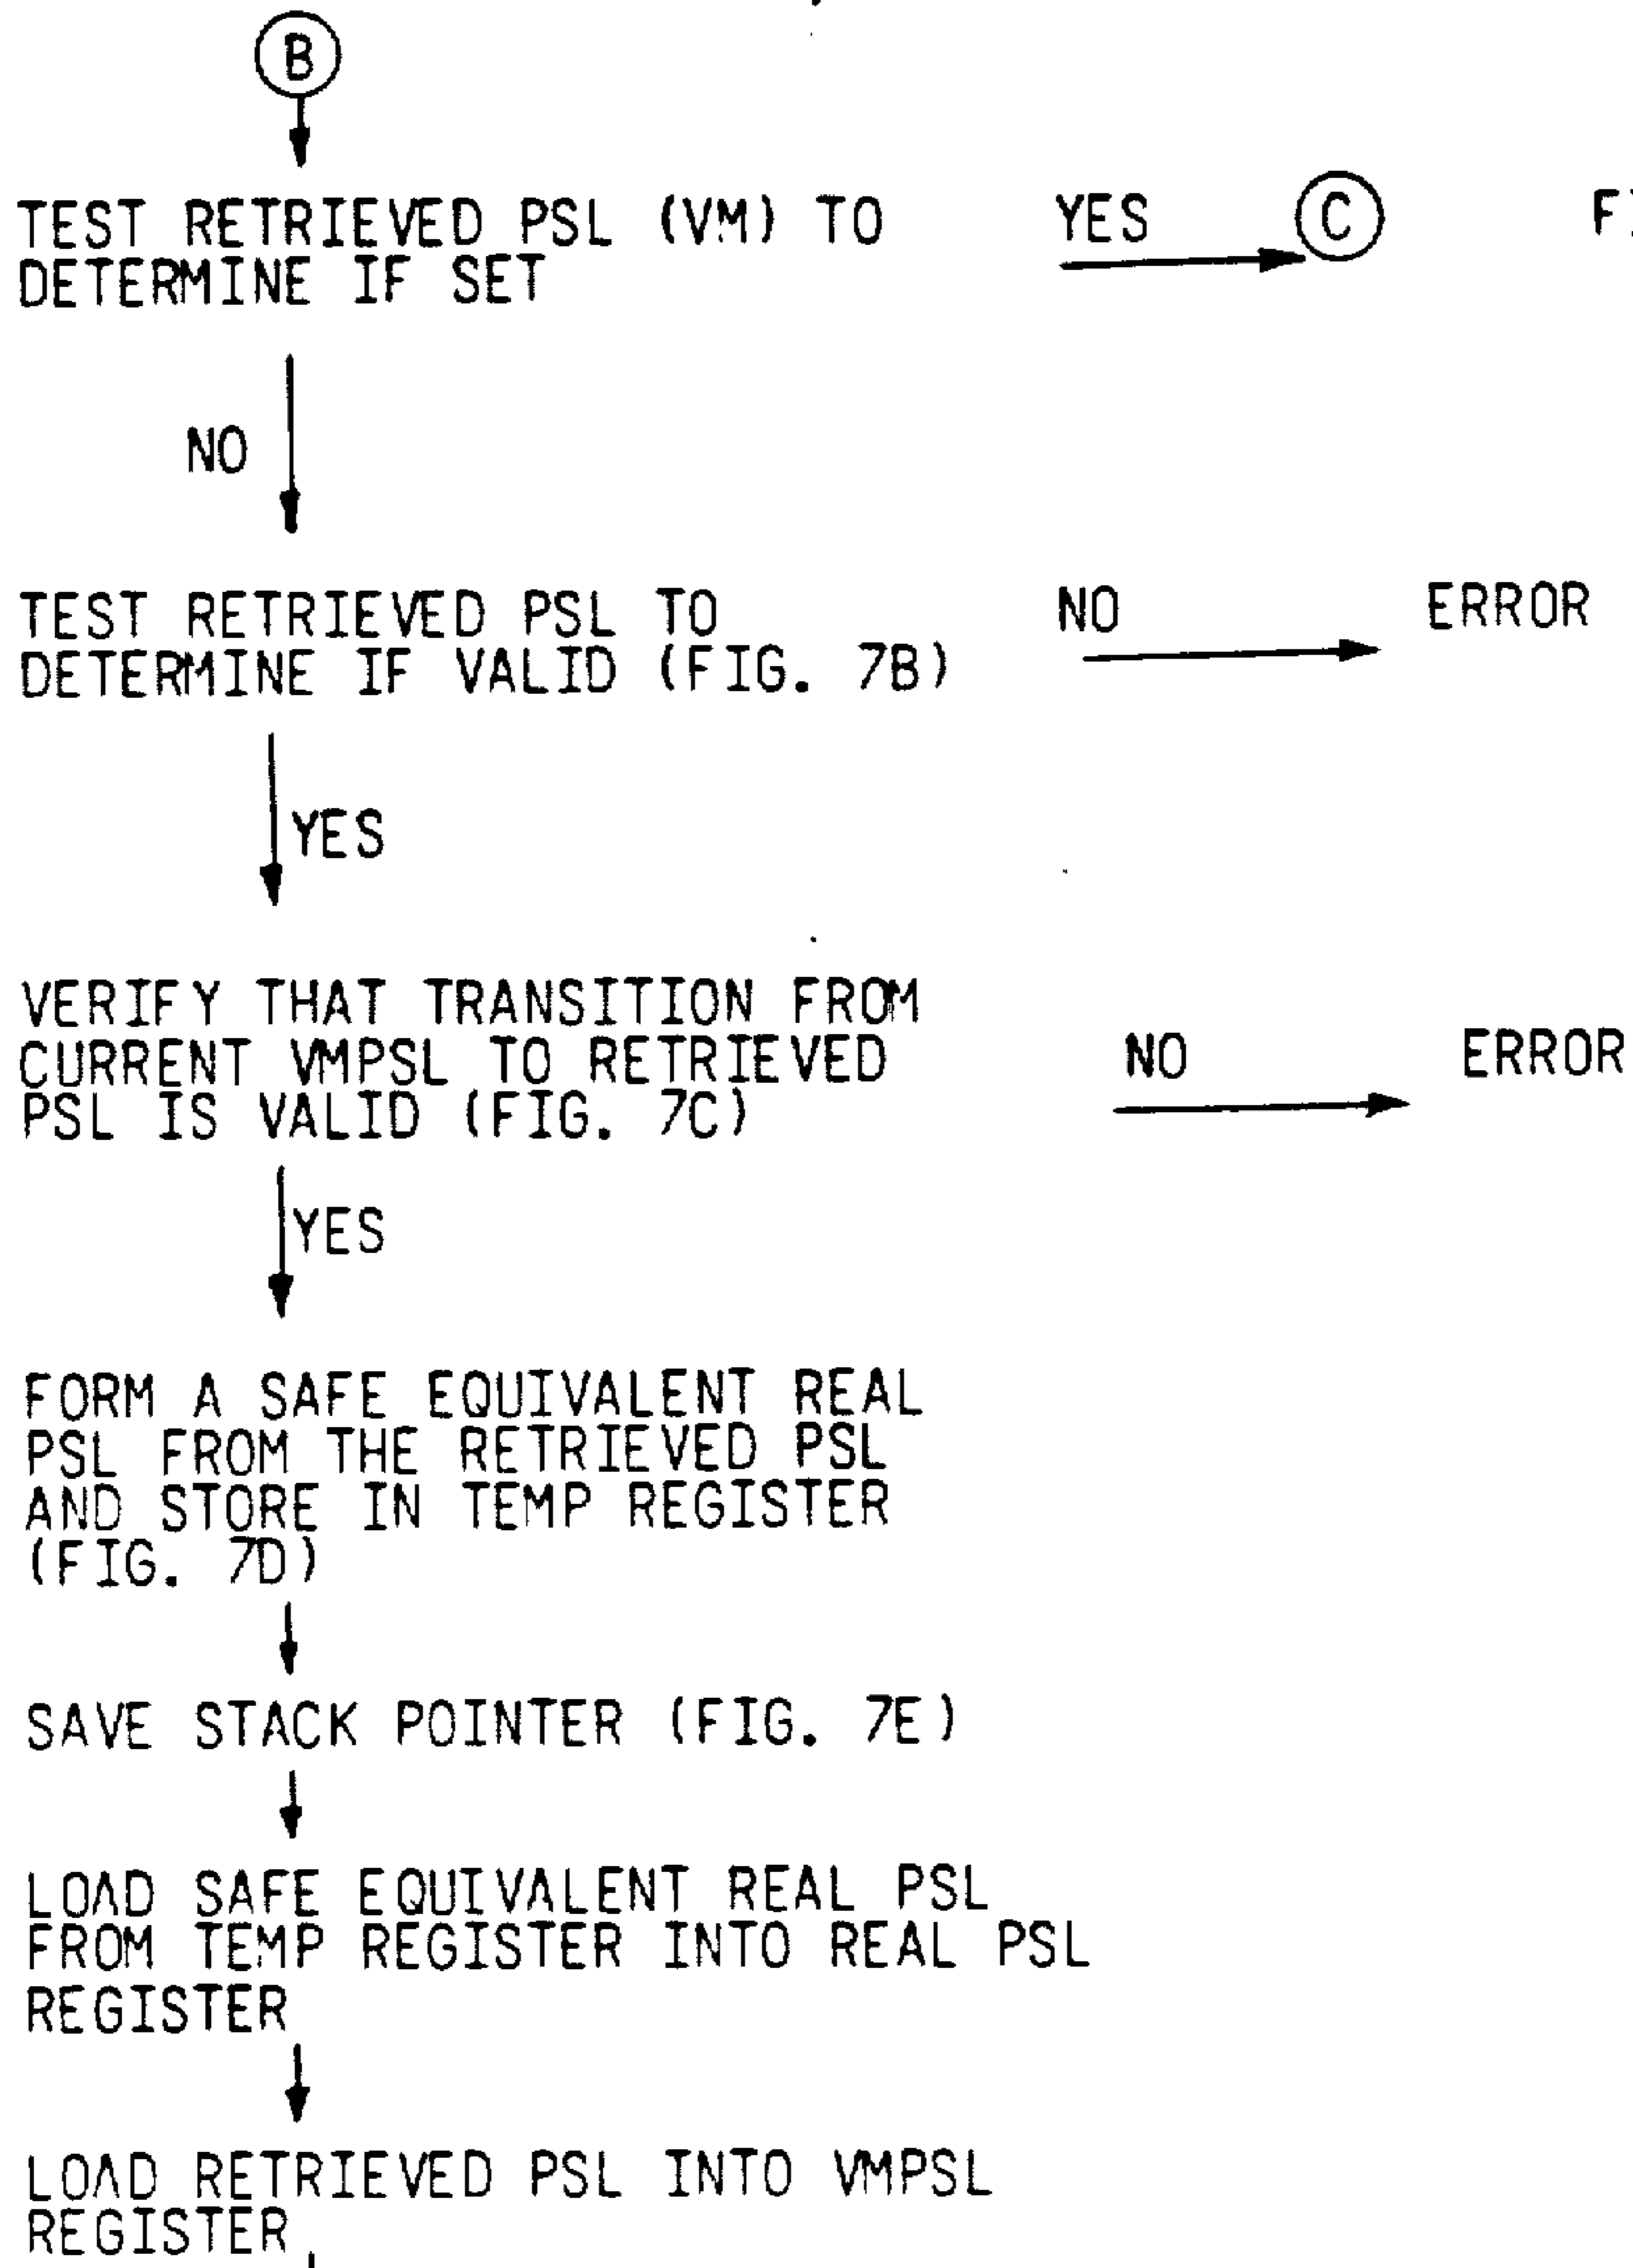 B
TEST RETRIEVED PSL (VM) TO
DETERMINE IF SET
YES
C
NO
TEST RETRIEVED PSL TO
DETERMINE IF VALID (FIG. 7B)
NO
ERROR
YES
VERIFY THAT TRANSITION FROM
CURRENT VMPSL TO RETRIEVED
PSL IS VALID (FIG. 7C)
NO
ERROR
YES
FORM A SAFE EQUIVALENT REAL
PSL FROM THE RETRIEVED PSL
AND STORE IN TEMP REGISTER
(FIG. 7D)
SAVE STACK POINTER (FIG. 7E)
LOAD SAFE EQUIVALENT REAL PSL
FROM TEMP REGISTER INTO REAL PSL
REGISTER
LOAD RETRIEVED PSL INTO VMPSL
REGISTER